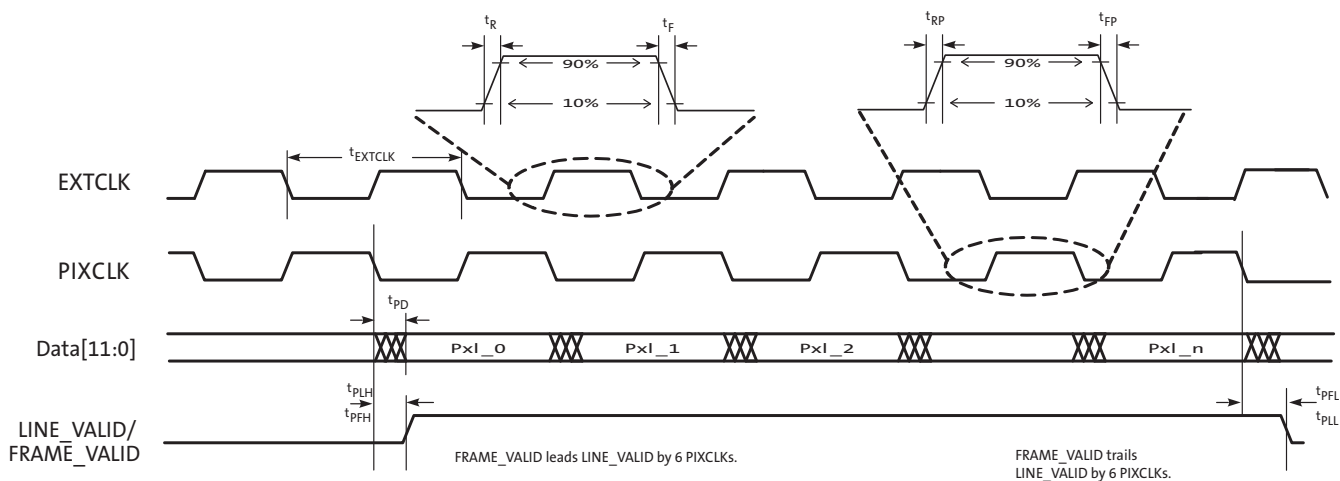 tR
tF
tRP
tFP
90%
10%
90%
10%
tEXTCLK
EXTCLK
PIXCLK
tPD
Data[11:0]
Pxl_0
Pxl_1
Pxl_2
Pxl_n
tPLH
tPFH
tPFL
tPLL
LINE_VALID/
FRAME_VALID
FRAME_VALID leads LINE_VALID by 6 PIXCLKs.
FRAME_VALID trails
LINE_VALID by 6 PIXCLKs.